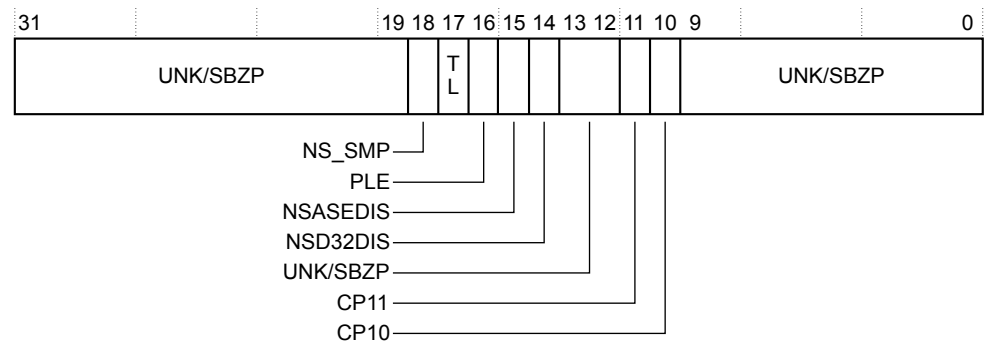 31 19 18 17 16 15 14 13 12 11 10 9 0
UNK/SBZP T L UNK/SBZP
NS_SMP
PLE
NSASEDIS
NSD32DIS
UNK/SBZP
CP11
CP10